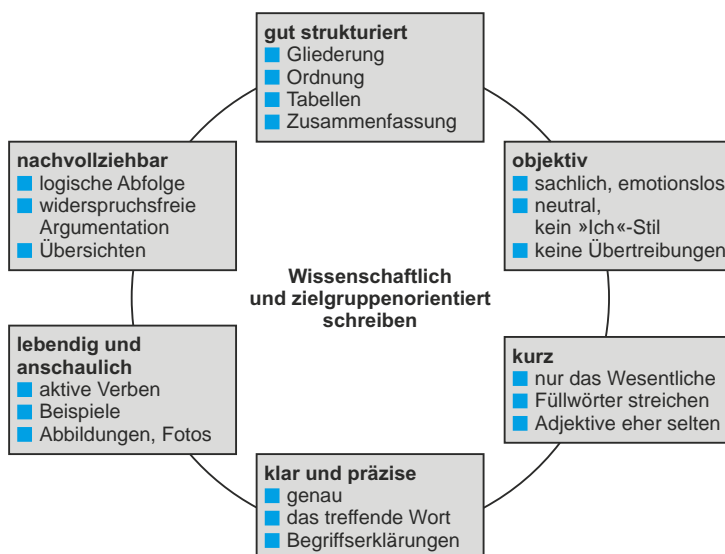 gut strukturiert
Gliederung
Ordnung
Tabellen
Zusammenfassung
nachvollziehbar
logische Abfolge
widerspruchsfreie
Argumentation
Übersichten
objektiv
sachlich, emotionslos
neutral,
kein »Ich«-Stil
keine Übertreibungen
Wissenschaftlich
und zielgruppenorientiert
schreiben
lebendig und
anschaulich
aktive Verben
Beispiele
Abbildungen, Fotos
kurz
nur das Wesentliche
Füllwörter streichen
Adjektive eher selten
klar und präzise
genau
das treffende Wort
Begriffserklärungen